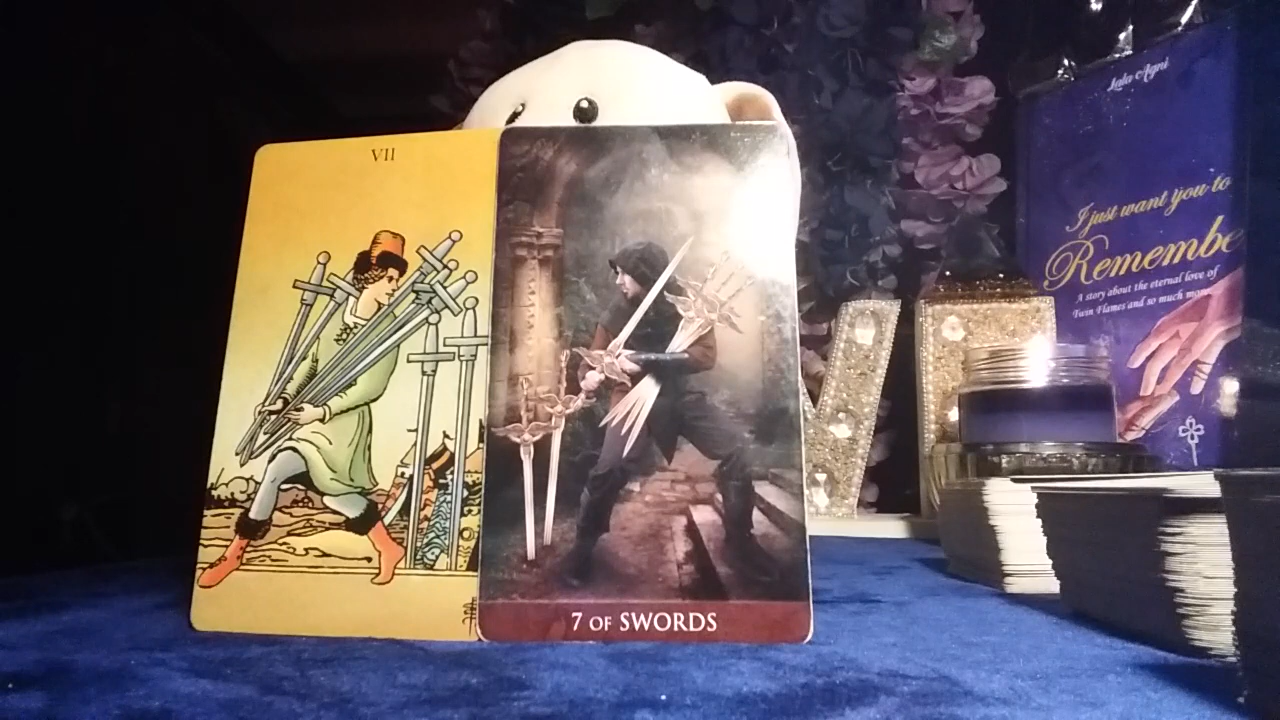 VII
7 OF SWORDS
Lala Agni
I just want you to
Remembe
A story about the eternal love of
Twin Flames and so much more